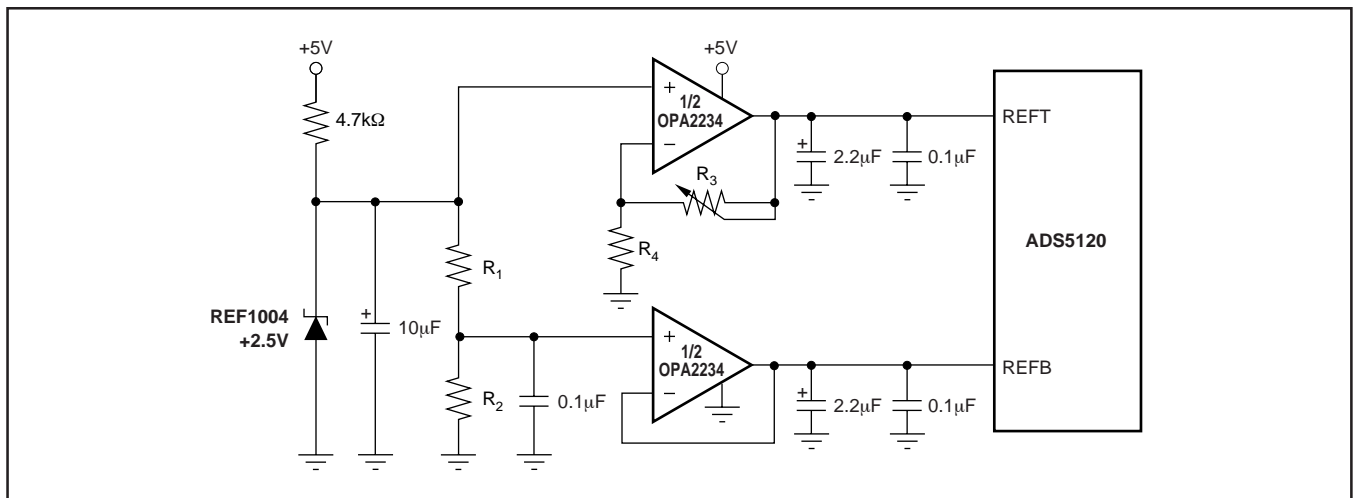 +5V
+5V
4.7kΩ
+
1/2
OPA2234
−
REFT
+
2.2µF
0.1µF
R3
R4
ADS5120
R1
REF1004
+2.5V
+
10µF
+
1/2
OPA2234
−
REFB
R2
0.1µF
+
2.2µF
0.1µF